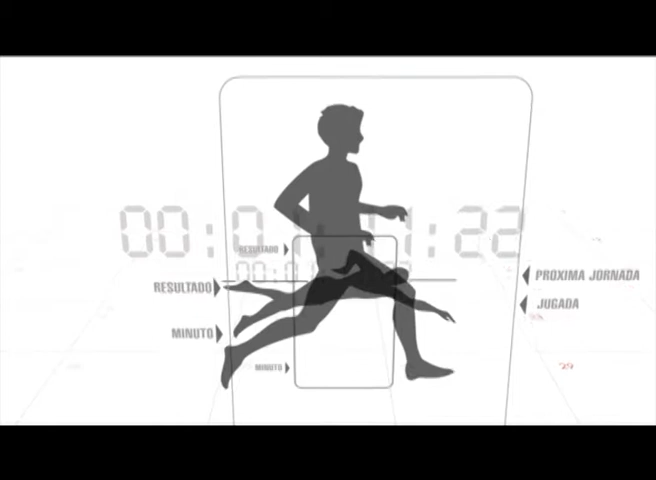 RESULTADO
RESULTADO
PROXIMA JORNADA
JUGADA
MINUTO
MINUTO